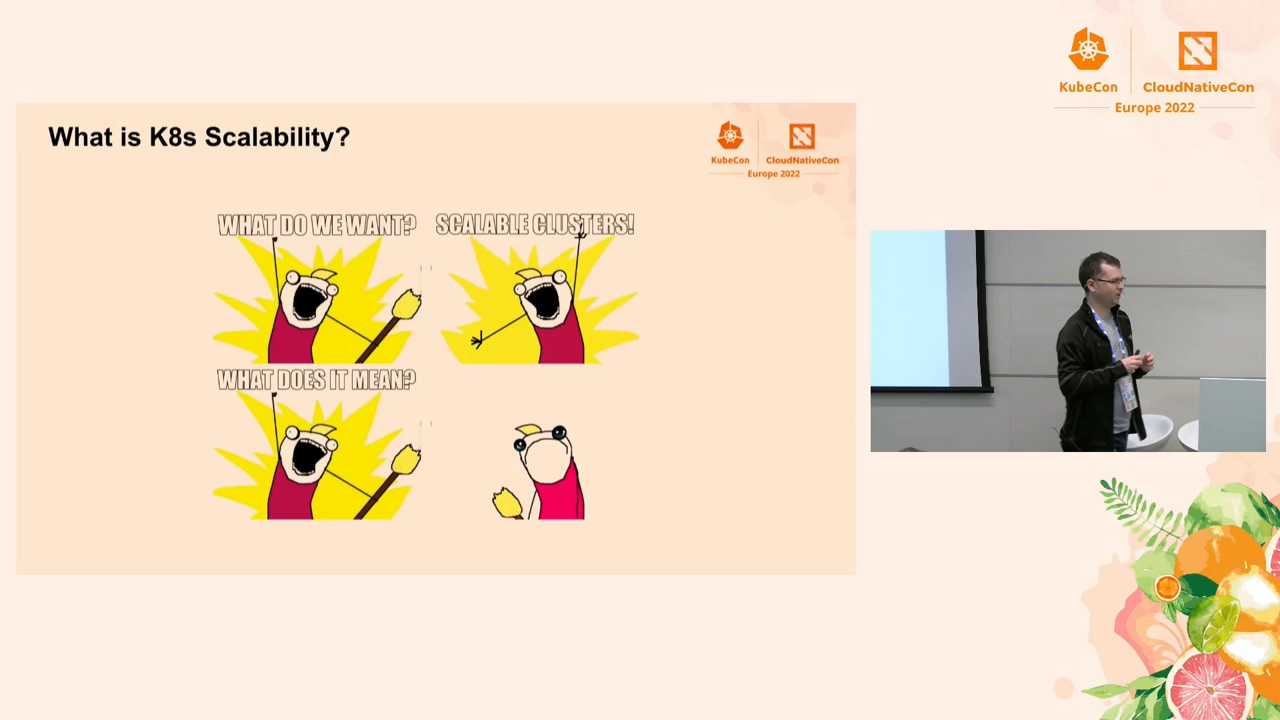 KubeCon
CloudNativeCon
Europe 2022
What is K8s Scalability?
KubeCon
CloudNativeCon
Europe 2022
WHAT DO WE WANT?
SCALABLE CLUSTERS!
WHAT DOES IT MEAN?